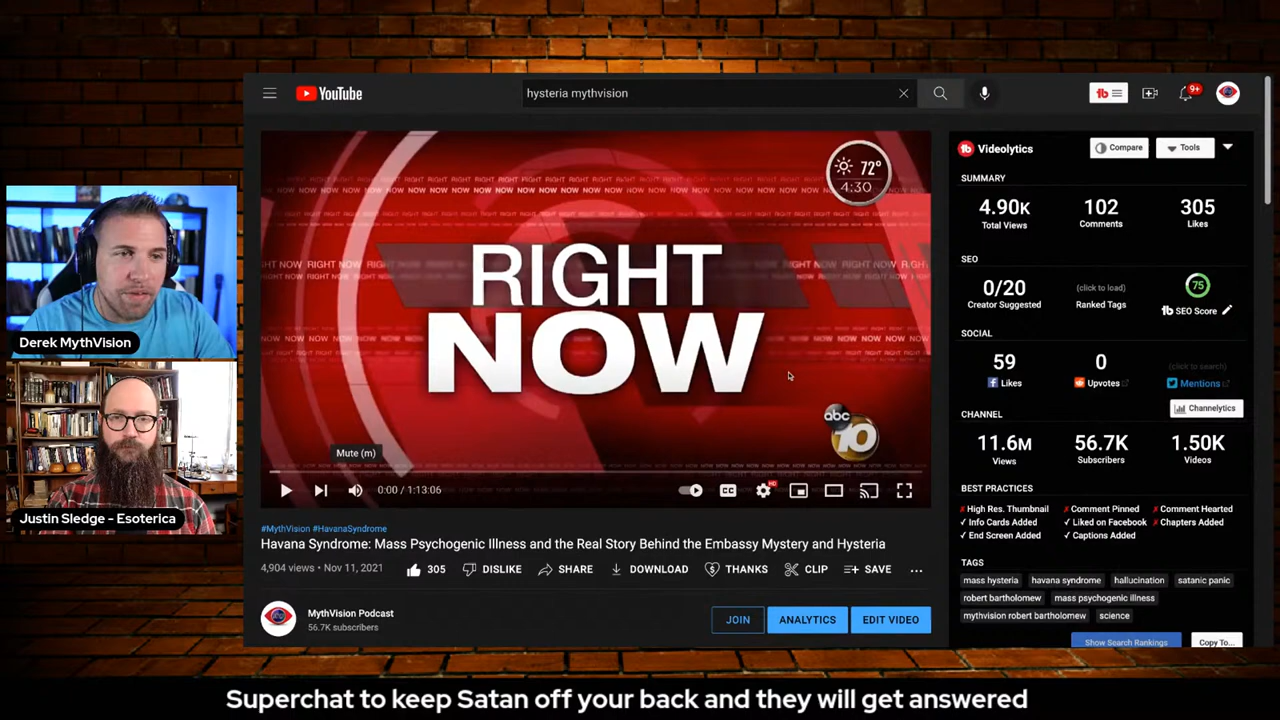 YouTube
hysteria mythvision
9+
72°
4:30
RIGHT
NOW
abc
10
Mute (m)
0:00 / 1:13:06
HD
CC
#MythVision #HavanaSyndrome
Havana Syndrome: Mass Psychogenic Illness and the Real Story Behind the Embassy Mystery and Hysteria
4,904 views • Nov 11, 2021
305
DISLIKE
SHARE
DOWNLOAD
THANKS
CLIP
SAVE
MythVision Podcast
56.7K subscribers
JOIN
ANALYTICS
EDIT VIDEO
tb
Videolytics
Compare
Tools
SUMMARY
4.90K
102
305
Total Views
Comments
Likes
SEO
0/20
(click to load)
75
Creator Suggested
Ranked Tags
tb SEO Score
SOCIAL
59
0
(click to search)
Likes
Upvotes
Mentions
Channelytics
CHANNEL
11.6M
56.7K
1.50K
Views
Subscribers
Videos
BEST PRACTICES
✗ High Res. Thumbnail
✗ Comment Pinned
✗ Comment Hearted
✓ Info Cards Added
✓ Liked on Facebook
✗ Chapters Added
✓ End Screen Added
✓ Captions Added
TAGS
mass hysteria
havana syndrome
hallucination
satanic panic
robert bartholomew
mass psychogenic illness
mythvision robert bartholomew
science
Show Search Rankings
Copy To...
Derek MythVision
Justin Sledge - Esoterica
Superchat to keep Satan off your back and they will get answered